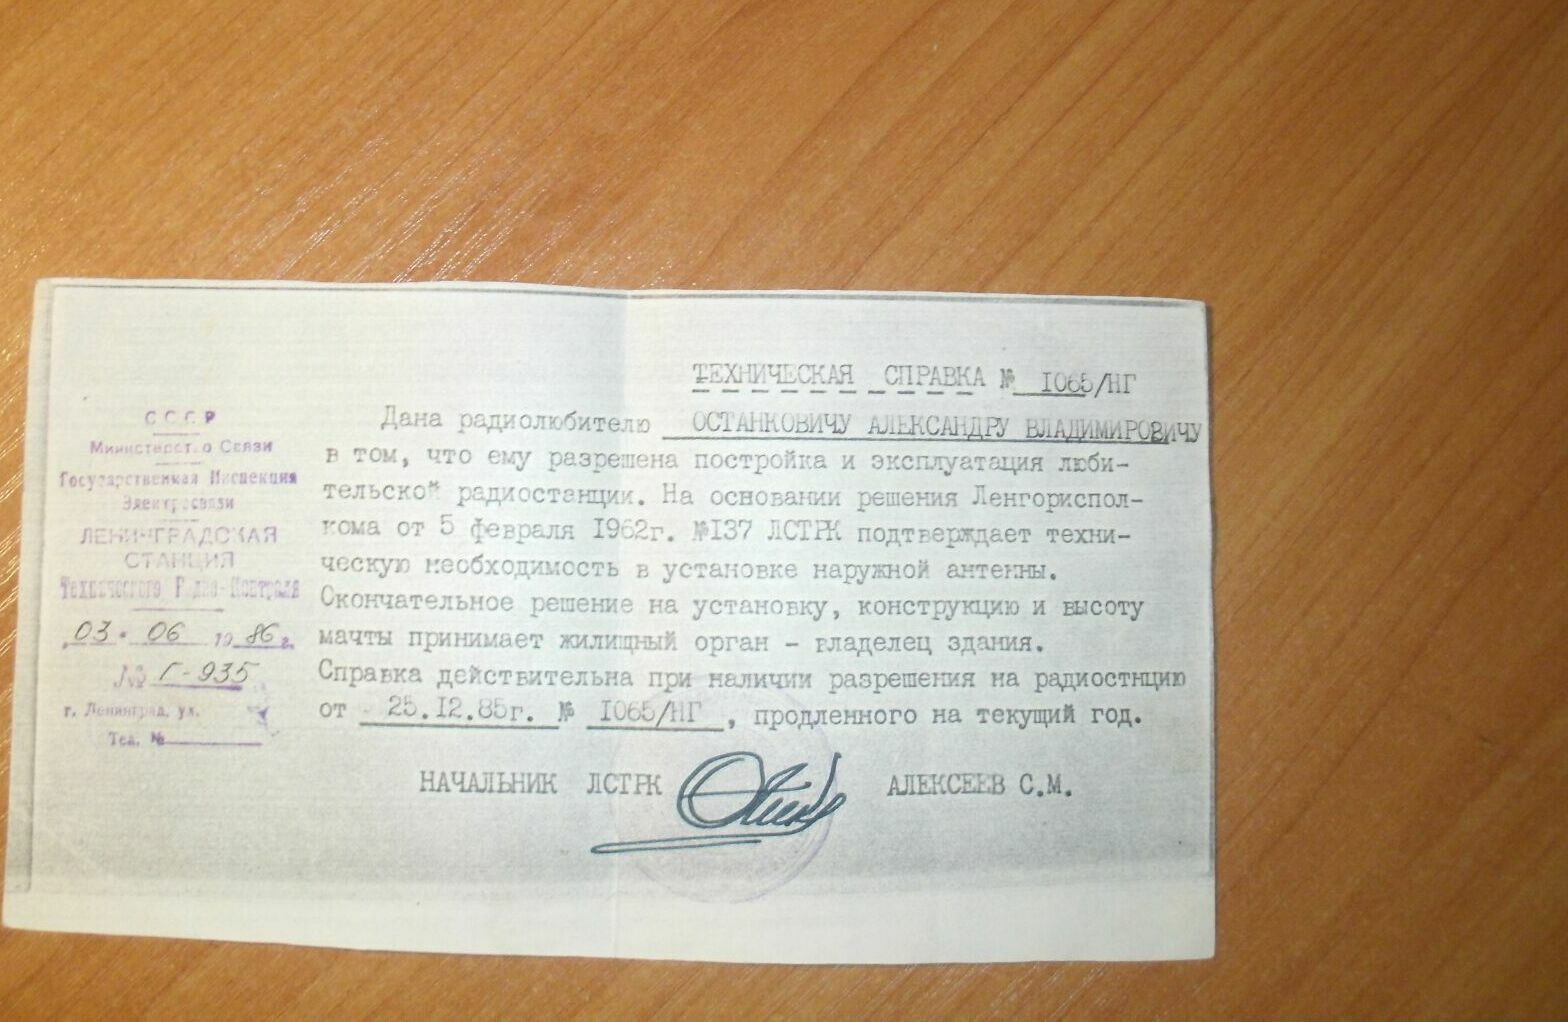 ТЕХНИЧЕСКАЯ СПРАВКА № 1065/НГ
Дана радиолюбителю ОСТАНКОВИЧУ АЛЕКСАНДРУ ВЛАДИМИРОВИЧУ
в том, что ему разрешена постройка и эксплуатация люби-
тельской радиостанции. На основании решения Ленгориспол-
кома от 5 февраля 1962г. №137 ЛСТРК подтверждает техни-
ческую необходимость в установке наружной антенны.
Окончательное решение на установку, конструкцию и высоту
мачты принимает жилищный орган - владелец здания.
Справка действительна при наличии разрешения на радиостнцию
от 25.12.85г. № 1065/НГ, продленного на текущий год.
НАЧАЛЬНИК ЛСТРК АЛЕКСЕЕВ С.М.
СССР
Министерство Связи
Государственная Инспекция
Электросвязи
ЛЕНИНГРАДСКАЯ
СТАНЦИЯ
Технического Радио-Контроля
„03" 06 1986г.
№ Г-935
г. Ленинград, ул.
Тел. №